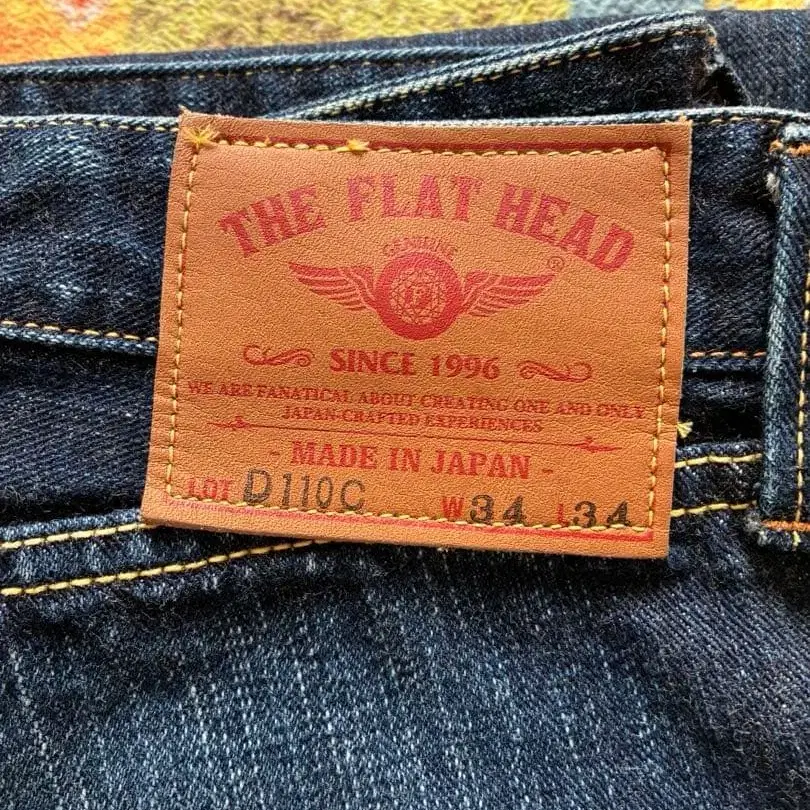 THE FLAT HEAD
GENUINE
®
F
SINCE 1996
WE ARE FANATICAL ABOUT CREATING ONE AND ONLY
JAPAN-CRAFTED EXPERIENCES
- MADE IN JAPAN -
LOT D110C W34 L34